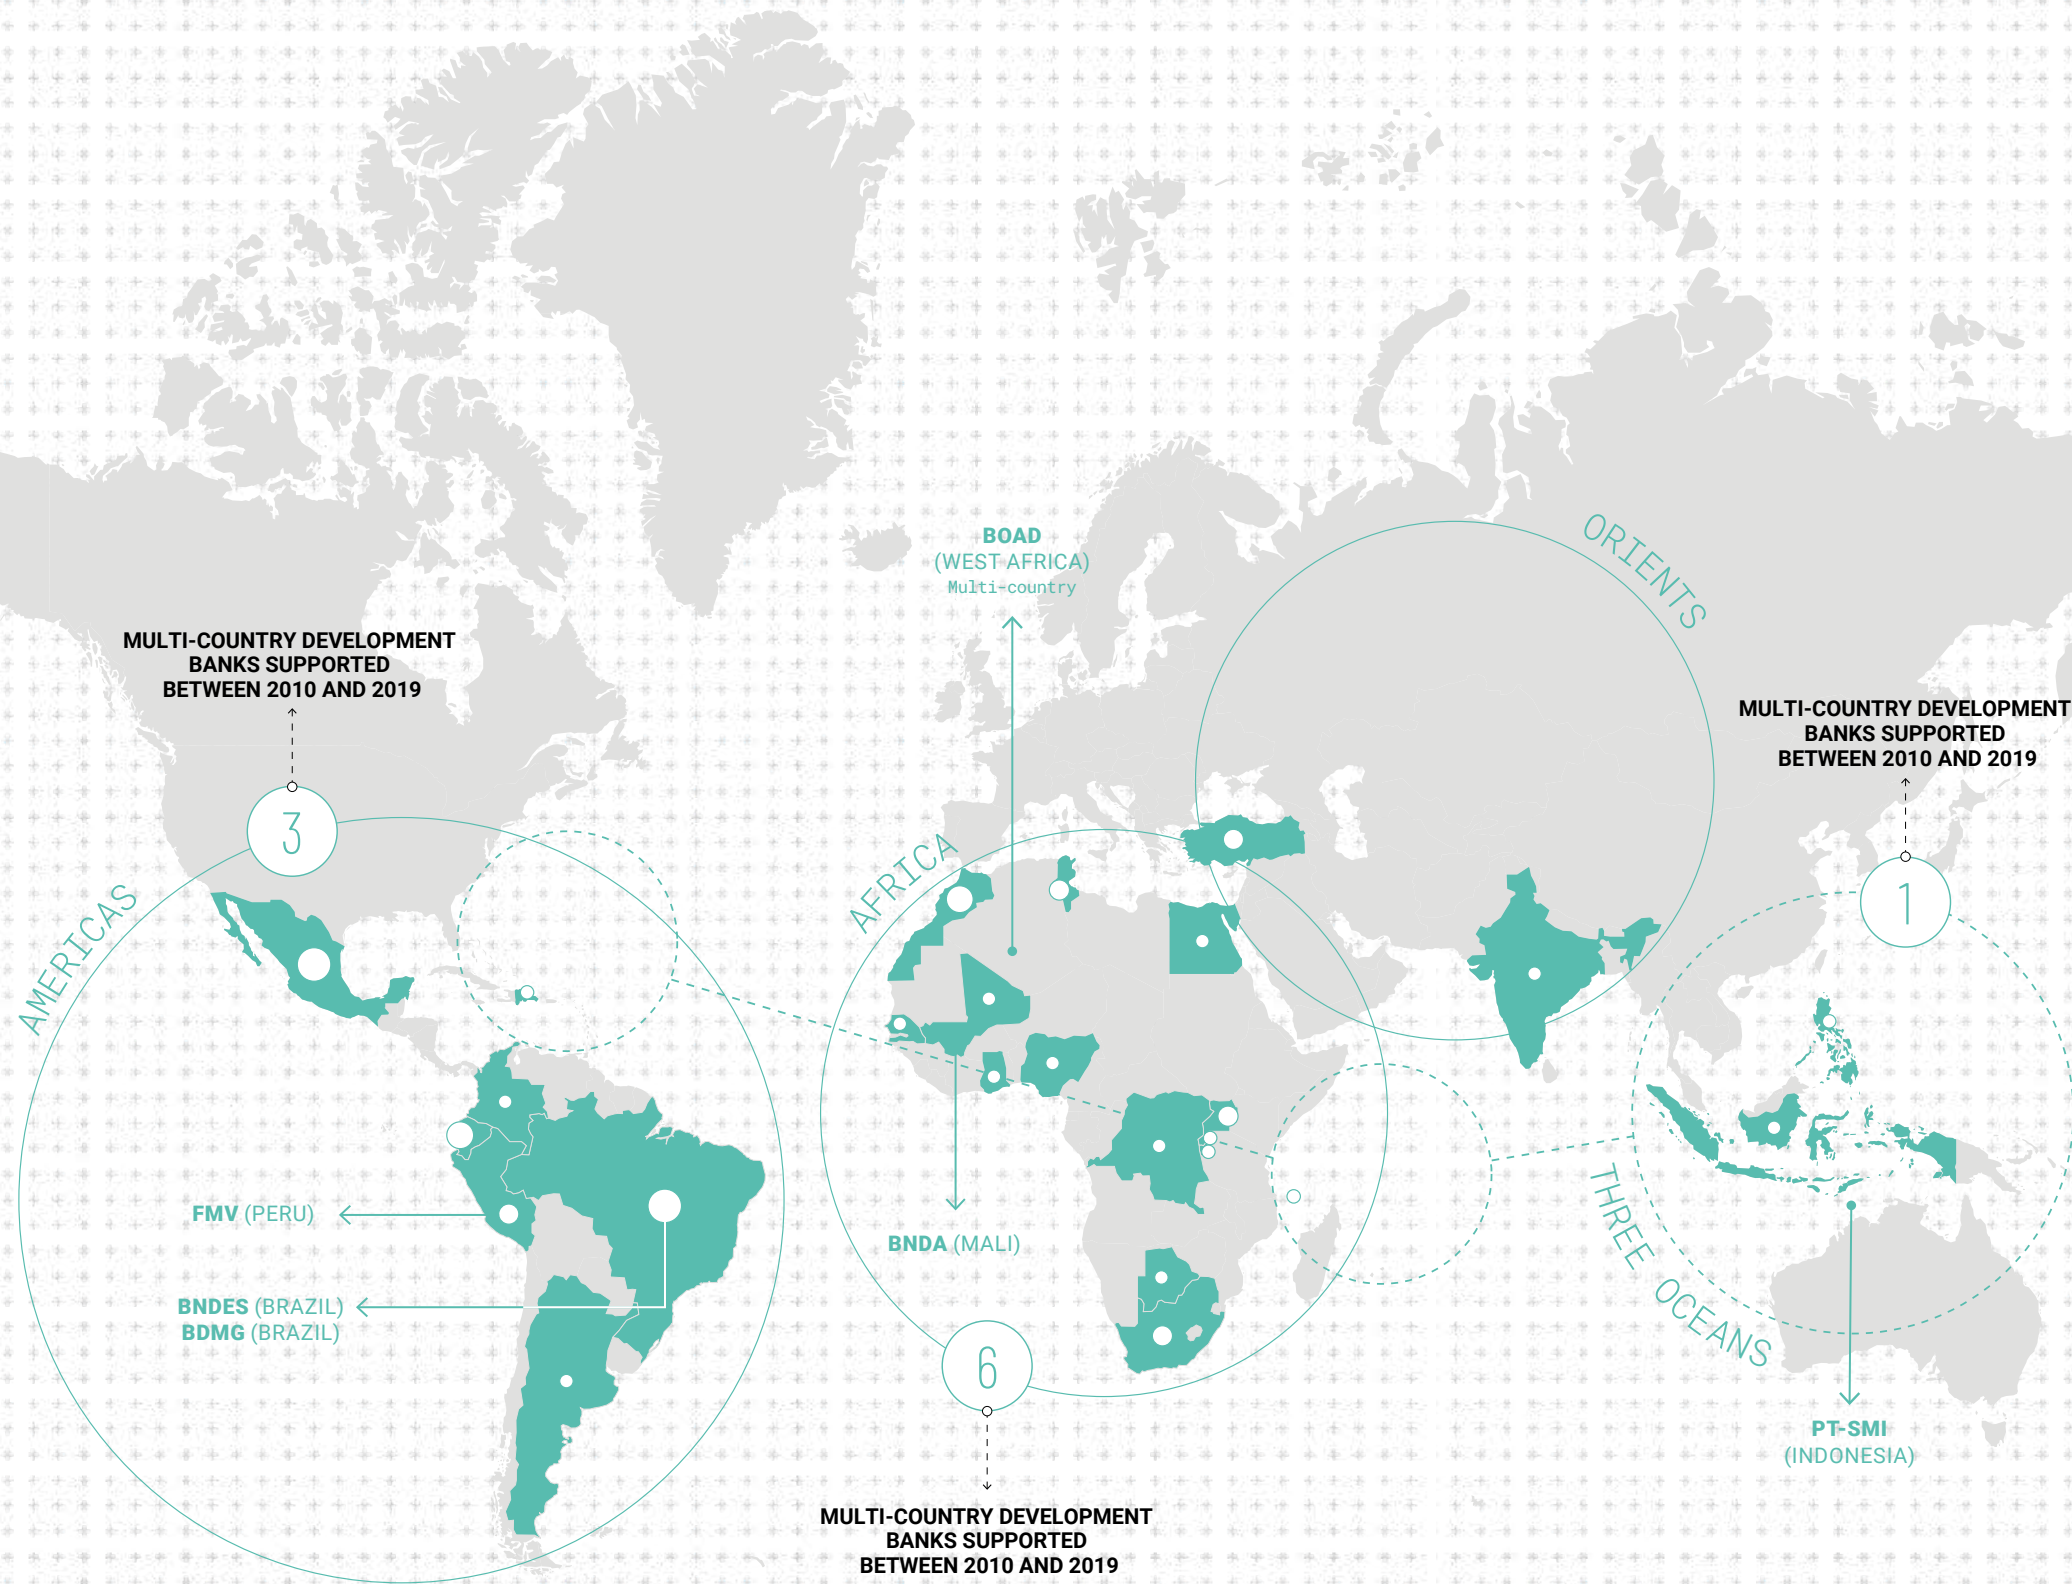 BOAD
(WEST AFRICA)
Multi-country
ORIENTS
MULTI-COUNTRY DEVELOPMENT
BANKS SUPPORTED
BETWEEN 2010 AND 2019
3
MULTI-COUNTRY DEVELOPMENT
BANKS SUPPORTED
BETWEEN 2010 AND 2019
1
AMERICAS
AFRICA
FMV (PERU)
BNDES (BRAZIL)
BDMG (BRAZIL)
BNDA (MALI)
THREE OCEANS
6
PT-SMI
(INDONESIA)
MULTI-COUNTRY DEVELOPMENT
BANKS SUPPORTED
BETWEEN 2010 AND 2019